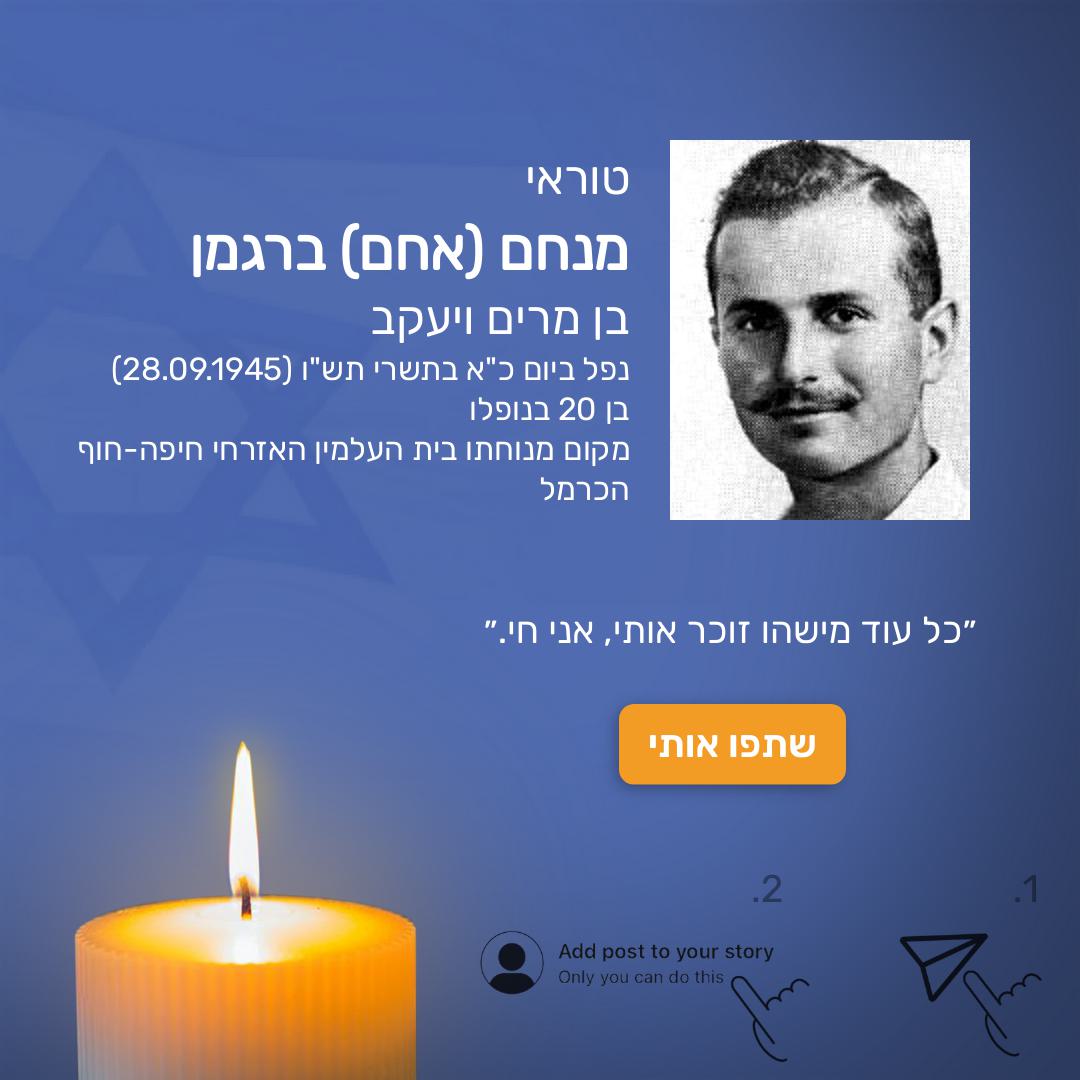 טוראי
מנחם (אחם) ברגמן
בן מרים ויעקב
נפל ביום כ"א בתשרי תש"ו (28.09.1945)
בן 20 בנופלו
מקום מנוחתו בית העלמין האזרחי חיפה-חוף
הכרמל
״כל עוד מישהו זוכר אותי, אני חי.״
שתפו אותי
.1
.2
Add post to your story
Only you can do this